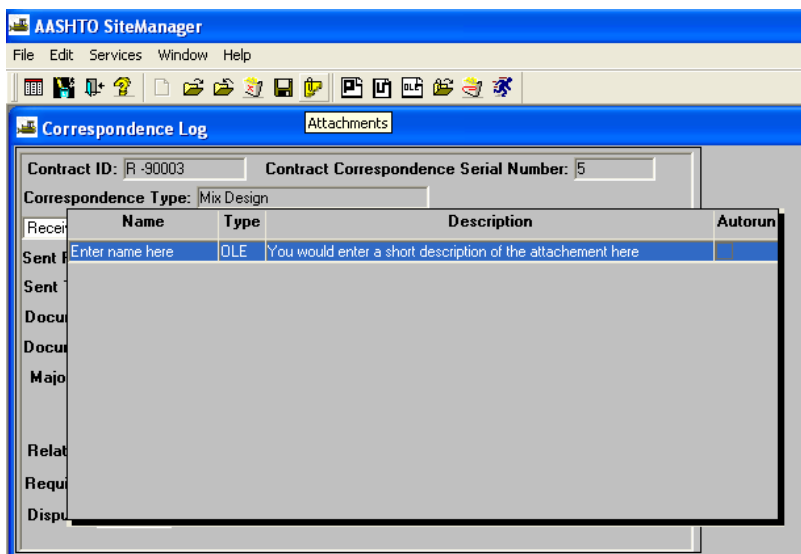 AASHTO SiteManager
File Edit Services Window Help
Attachments
Correspondence Log
Contract ID: R -90003 Contract Correspondence Serial Number: 5
Correspondence Type: Mix Design
Name Type Description Autorun
Enter name here OLE You would enter a short description of the attachement here
Sent
Sent